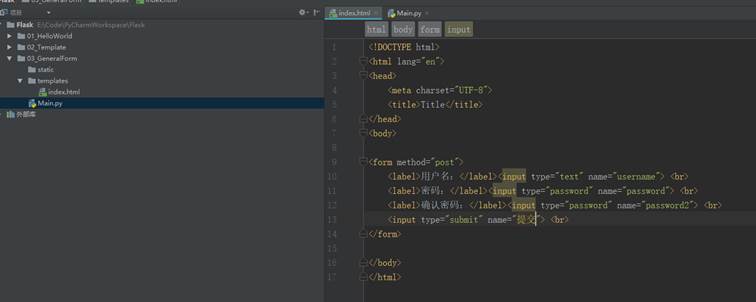 03_GeneralForm
templates
项目
Flask E:\Code\PyCharmWorkspace\Flask
01_HelloWorld
02_Template
03_GeneralForm
static
templates
index.html
Main.py
外部库
index.html × Main.py ×
html body form input
1 <!DOCTYPE html>
2 <html lang="en">
3 <head>
4 <meta charset="UTF-8">
5 <title>Title</title>
6 </head>
7 <body>
8
9 <form method="post">
10 <label>用户名：</label><input type="text" name="username"> <br>
11 <label>密码：</label><input type="password" name="password"> <br>
12 <label>确认密码：</label><input type="password" name="password2"> <br>
13 <input type="submit" name="提交"> <br>
14 </form>
15
16 </body>
17 </html>